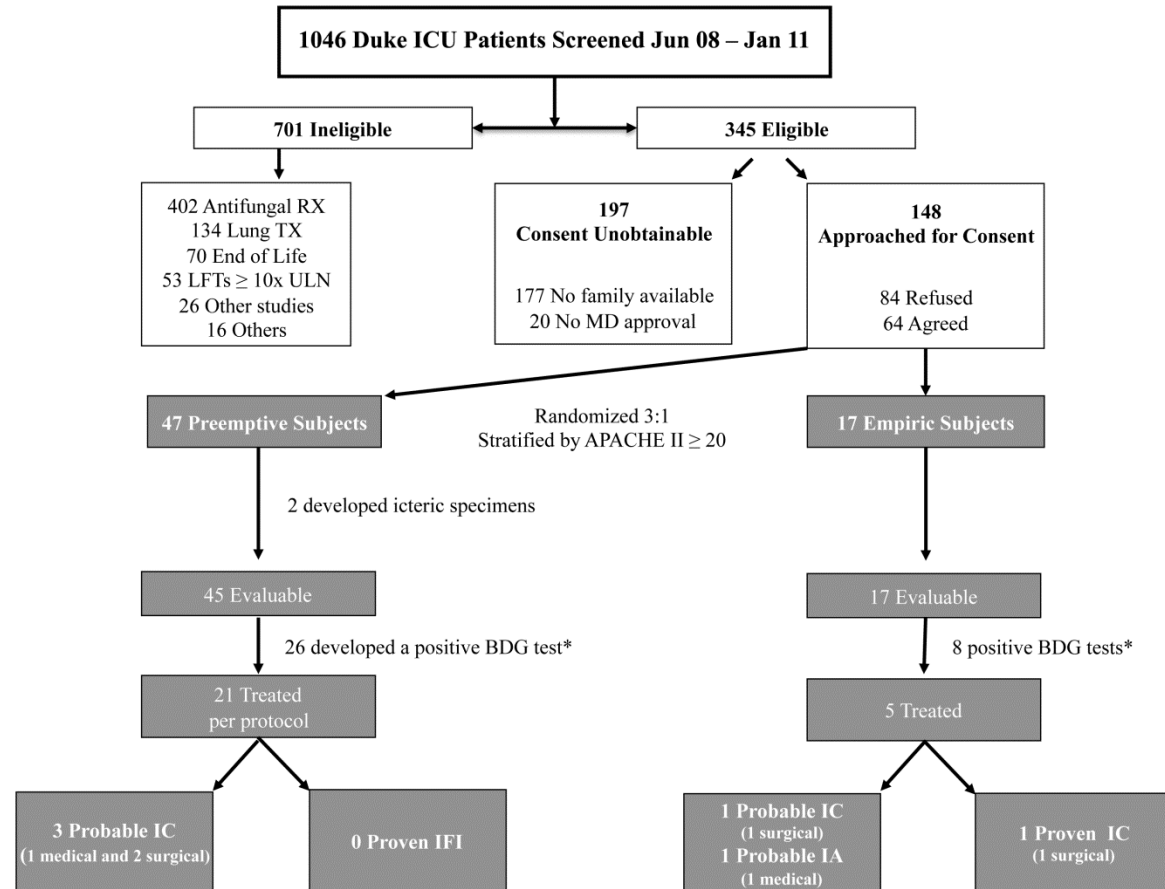 1046 Duke ICU Patients Screened Jun 08 – Jan 11
701 Ineligible
345 Eligible
402 Antifungal RX
134 Lung TX
70 End of Life
53 LFTs ≥ 10x ULN
26 Other studies
16 Others
197
Consent Unobtainable
177 No family available
20 No MD approval
148
Approached for Consent
84 Refused
64 Agreed
47 Preemptive Subjects
Randomized 3:1
Stratified by APACHE II ≥ 20
17 Empiric Subjects
2 developed icteric specimens
45 Evaluable
17 Evaluable
26 developed a positive BDG test*
8 positive BDG tests*
21 Treated
per protocol
5 Treated
3 Probable IC
(1 medical and 2 surgical)
0 Proven IFI
1 Probable IC
(1 surgical)
1 Probable IA
(1 medical)
1 Proven IC
(1 surgical)